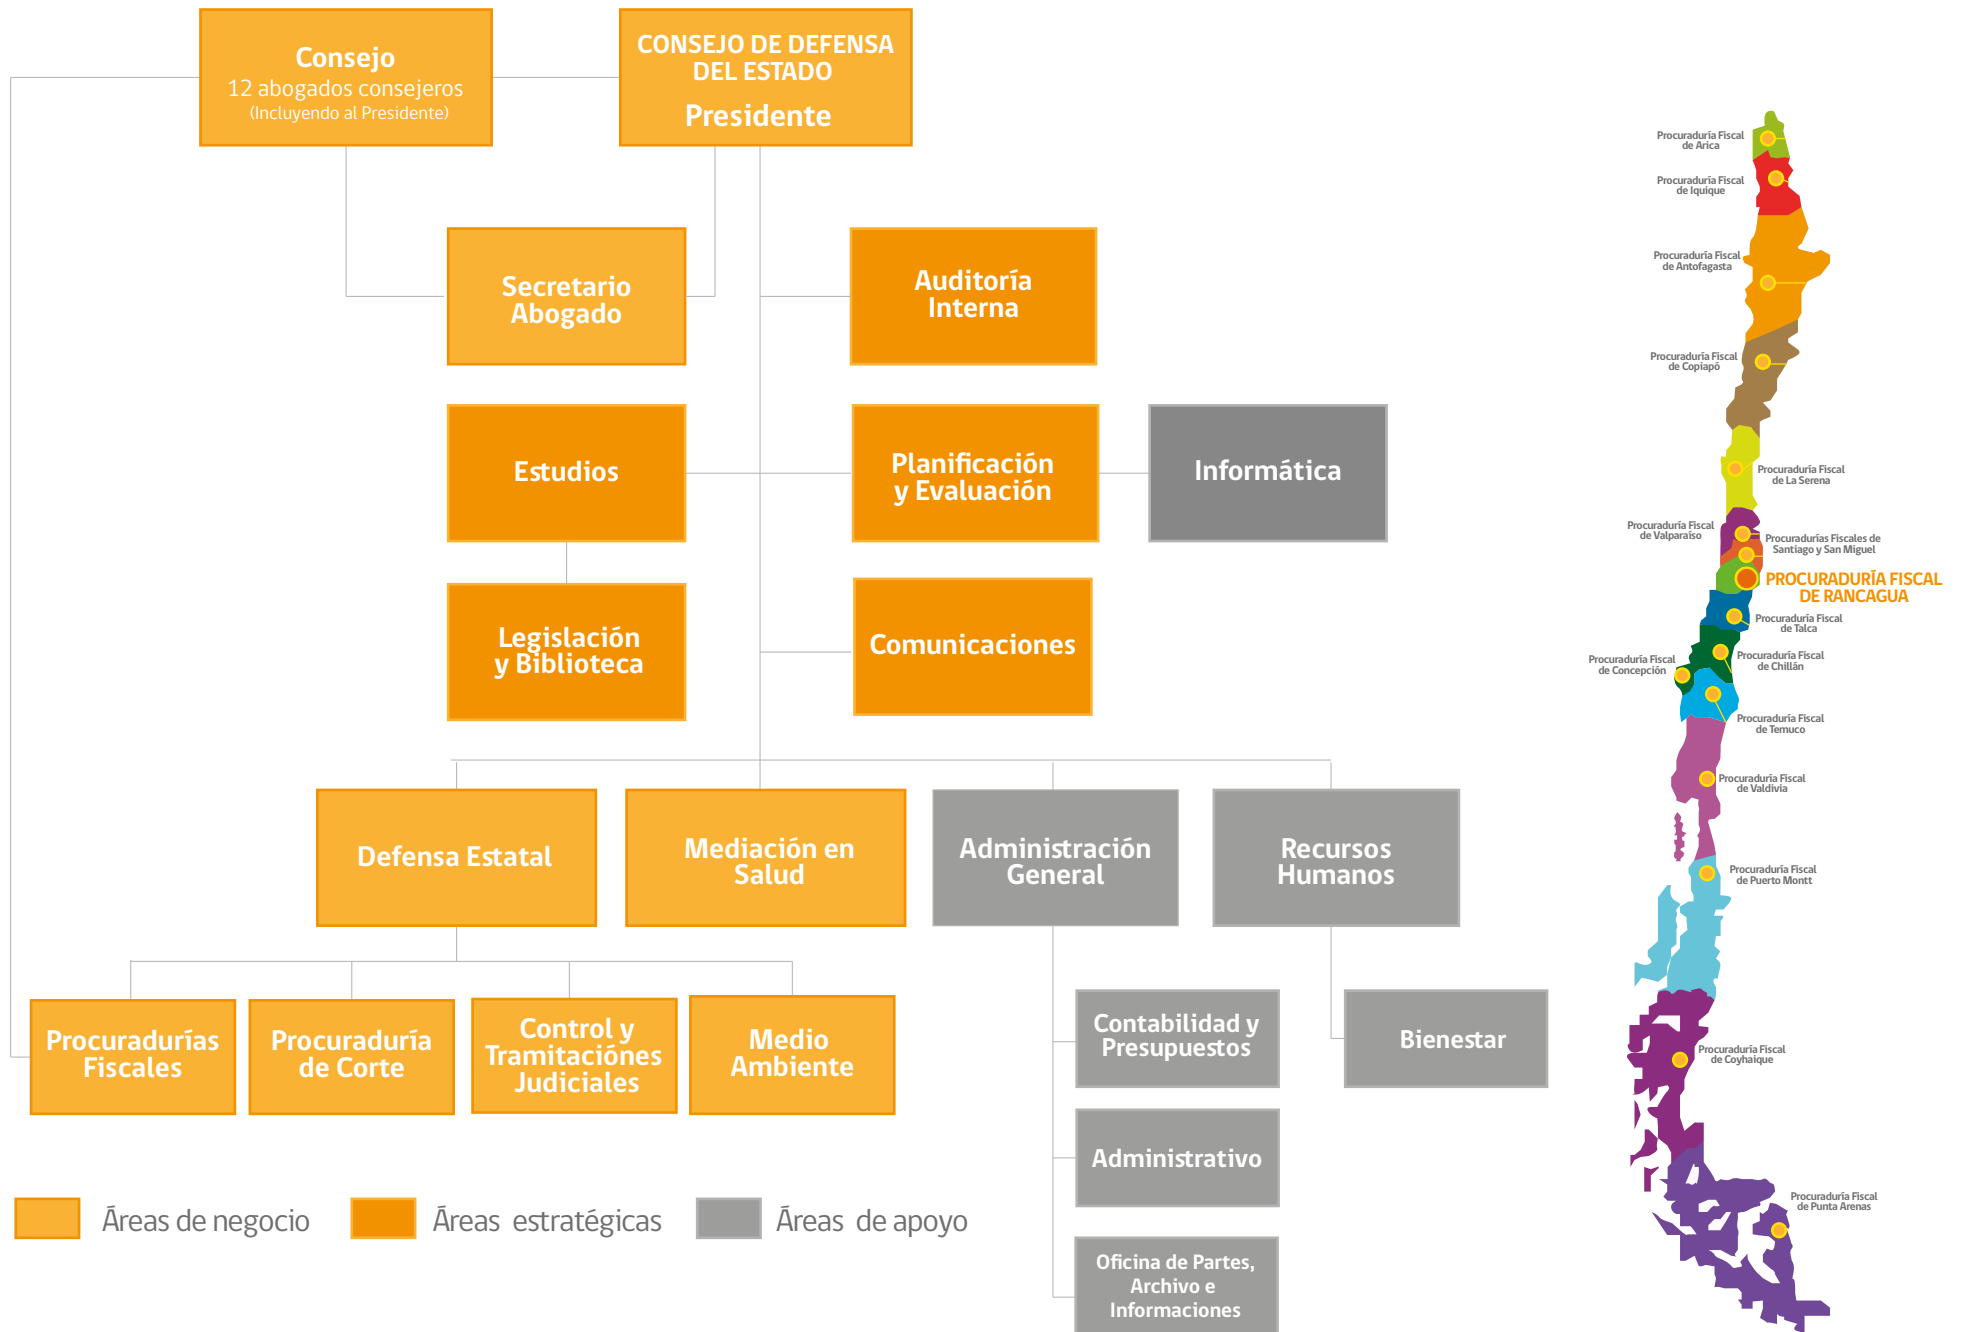 Consejo
12 abogados consejeros
(Incluyendo al Presidente)
CONSEJO DE DEFENSA
DEL ESTADO
Presidente
Secretario
Abogado
Auditoría
Interna
Estudios
Planificación
y Evaluación
Informática
Legislación
y Biblioteca
Comunicaciones
Defensa Estatal
Mediación en
Salud
Administración
General
Recursos
Humanos
Procuradurías
Fiscales
Procuraduría
de Corte
Control y
Tramitaciónes
Judiciales
Medio
Ambiente
Contabilidad y
Presupuestos
Bienestar
Administrativo
Oficina de Partes,
Archivo e
Informaciones
Áreas de negocio
Áreas estratégicas
Áreas de apoyo
Procuraduría Fiscal
de Arica
Procuraduría Fiscal
de Iquique
Procuraduría Fiscal
de Antofagasta
Procuraduría Fiscal
de Copiapó
Procuraduría Fiscal
de La Serena
Procuraduría Fiscal
de Valparaíso
Procuradurías Fiscales de
Santiago y San Miguel
PROCURADURÍA FISCAL
DE RANCAGUA
Procuraduría Fiscal
de Talca
Procuraduría Fiscal
de Chillán
Procuraduría Fiscal
de Concepción
Procuraduría Fiscal
de Temuco
Procuraduría Fiscal
de Valdivia
Procuraduría Fiscal
de Puerto Montt
Procuraduría Fiscal
de Coyhaique
Procuraduría Fiscal
de Punta Arenas